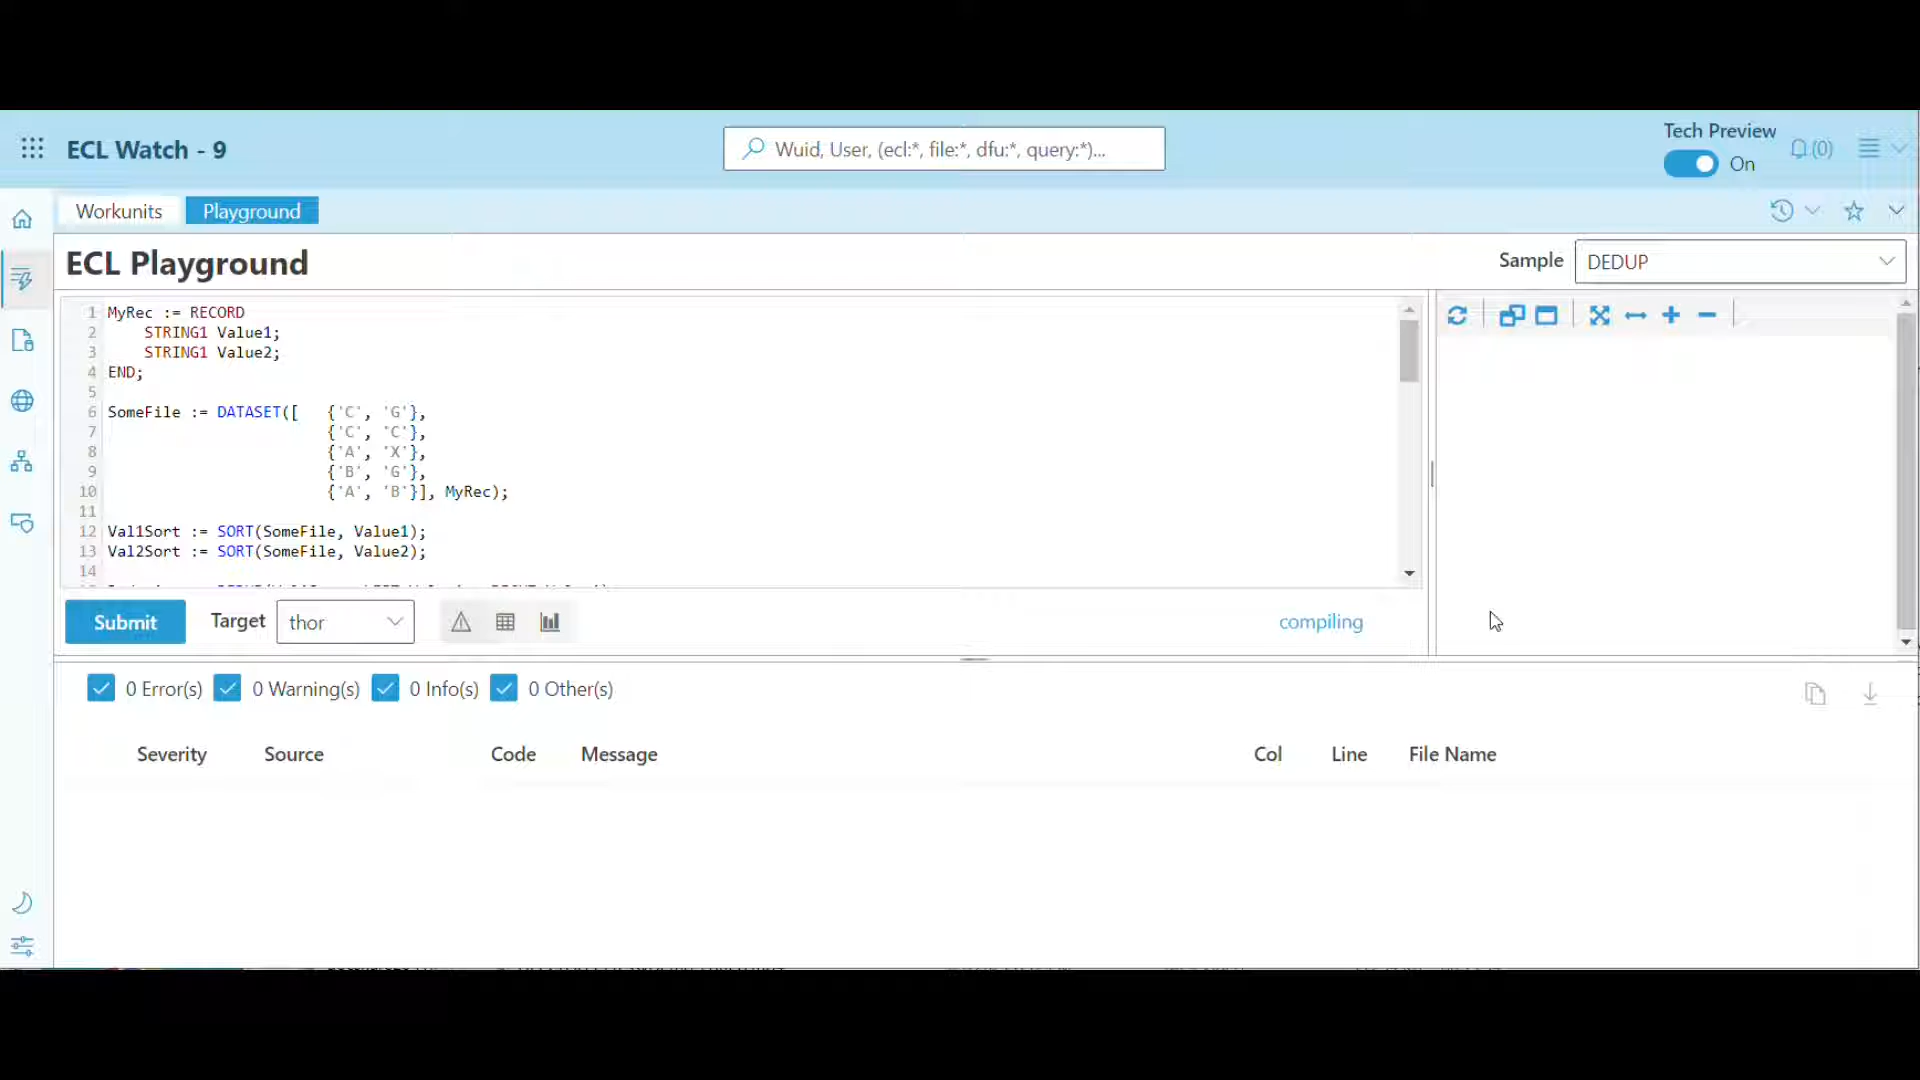 ECL Watch - 9
Wuid, User, (ecl:*, file:*, dfu:*, query:*)...
Tech Preview
On
(0)
Workunits
Playground
ECL Playground
Sample
DEDUP
1 MyRec := RECORD
2 STRING1 Value1;
3 STRING1 Value2;
4 END;
5
6 SomeFile := DATASET([ {'C', 'G'},
7 {'C', 'C'},
8 {'A', 'X'},
9 {'B', 'G'},
10 {'A', 'B'}], MyRec);
11
12 Val1Sort := SORT(SomeFile, Value1);
13 Val2Sort := SORT(SomeFile, Value2);
14
Submit
Target
thor
compiling
0 Error(s) 0 Warning(s) 0 Info(s) 0 Other(s)
Severity Source Code Message Col Line File Name